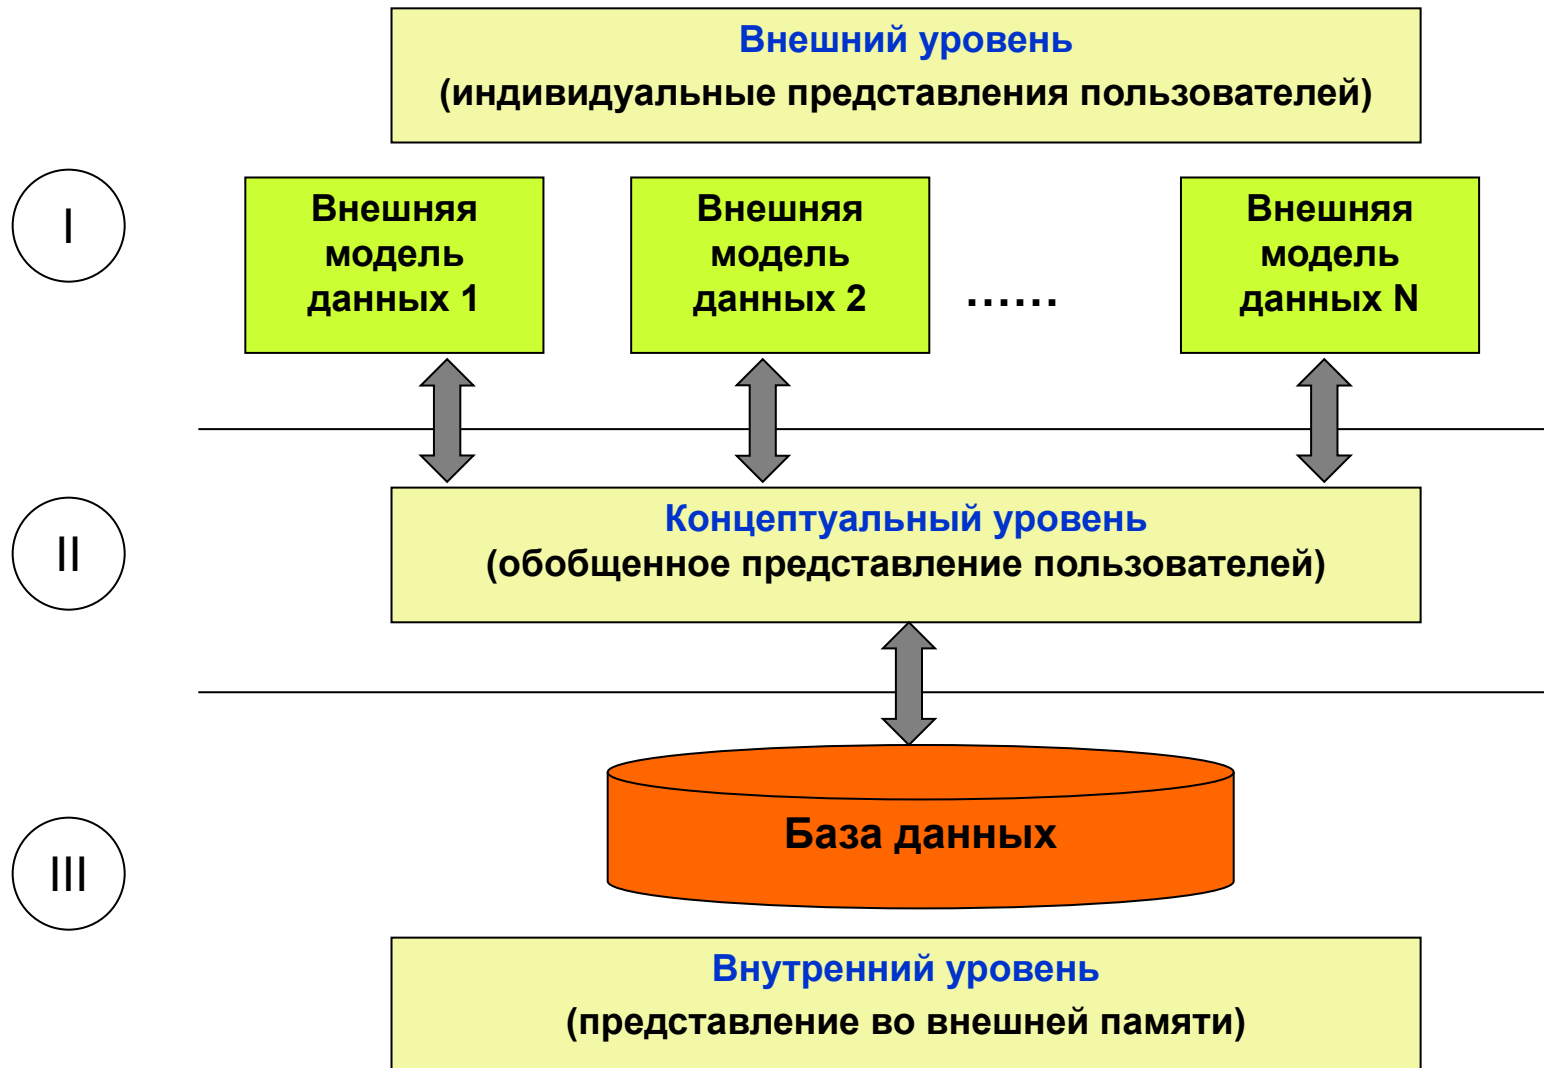 Внешний уровень
(индивидуальные представления пользователей)
I
Внешняя
модель
данных 1
Внешняя
модель
данных 2
......
Внешняя
модель
данных N
II
Концептуальный уровень
(обобщенное представление пользователей)
III
База данных
Внутренний уровень
(представление во внешней памяти)